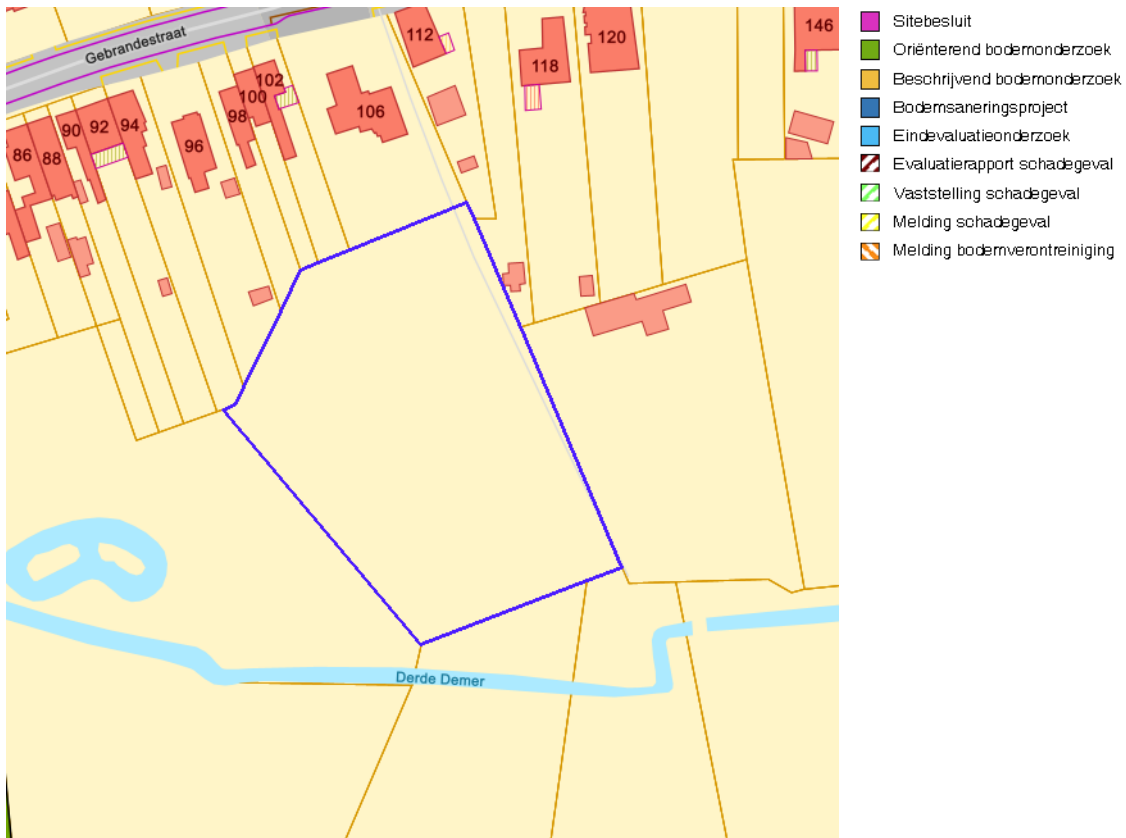 Gebrandestraat
112
118
120
146
102
100
98
106
90
92
94
96
86
88
Derde Demer
Sitebesluit
Oriënterend bodemonderzoek
Beschrijvend bodemonderzoek
Bodemsaneringsproject
Eindevaluatieonderzoek
Evaluatierapport schadegeval
Vaststelling schadegeval
Melding schadegeval
Melding bodemverontreiniging